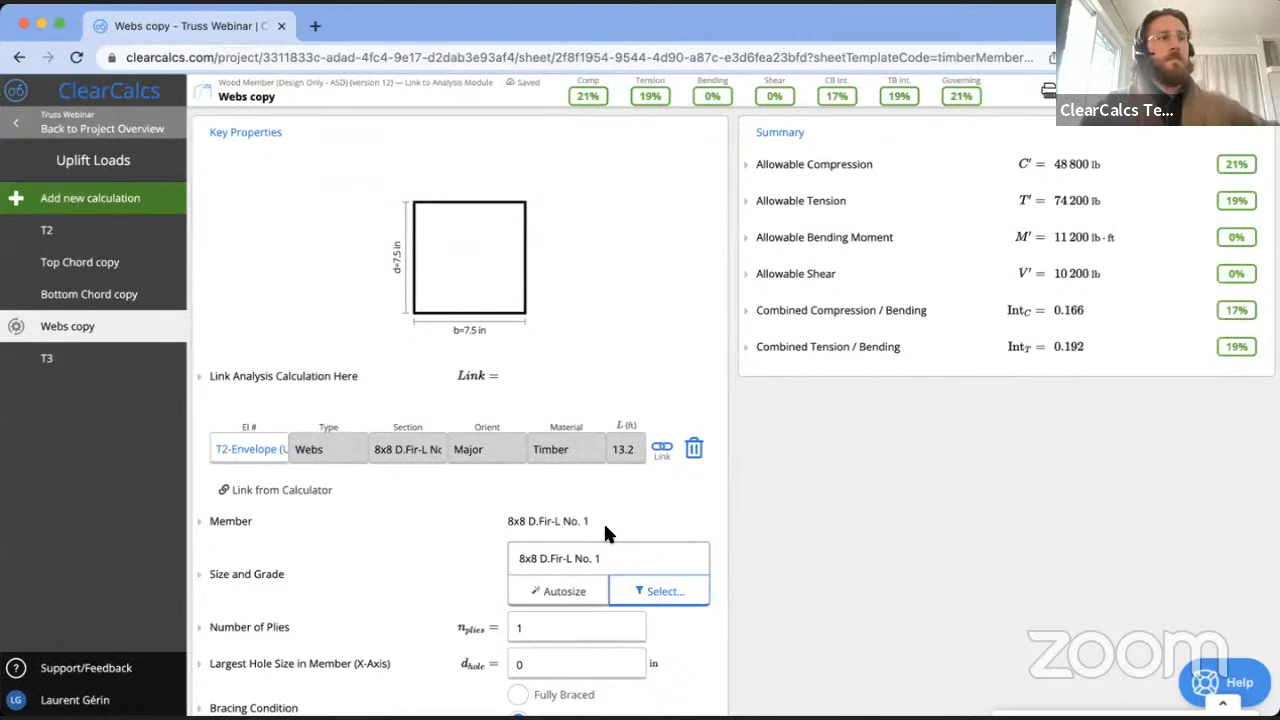 Webs copy - Truss Webinar | C
clearcalcs.com/project/3311833c-adad-4fc4-9e17-d2dab3e93af4/sheet/2f8f1954-9544-4d90-a87c-e3d6fea23bfd?sheetTemplateCode=timberMember...
ClearCalcs Te...
ClearCalcs
Wood Member (Design Only - ASD) (version 12) — Link to Analysis Module
Saved
Webs copy
Comp
21%
Tension
19%
Bending
0%
Shear
0%
CB Int.
17%
TB Int.
19%
Governing
21%
Truss Webinar
Back to Project Overview
Uplift Loads
Add new calculation
T2
Top Chord copy
Bottom Chord copy
Webs copy
T3
Support/Feedback
LG Laurent Gérin
Key Properties
d=7.5 in
b=7.5 in
Link Analysis Calculation Here Link =
El # Type Section Orient Material L (ft)
T2-Envelope (U Webs 8x8 D.Fir-L Nc Major Timber 13.2 Link
Link from Calculator
Member 8x8 D.Fir-L No. 1
Size and Grade 8x8 D.Fir-L No. 1
Autosize Select...
Number of Plies nplies = 1
Largest Hole Size in Member (X-Axis) dhole = 0 in
Fully Braced
Bracing Condition
Summary
Allowable Compression C′ = 48 800 lb 21%
Allowable Tension T′ = 74 200 lb 19%
Allowable Bending Moment M′ = 11 200 lb·ft 0%
Allowable Shear V′ = 10 200 lb 0%
Combined Compression / Bending IntC = 0.166 17%
Combined Tension / Bending IntT = 0.192 19%
zoom
Help